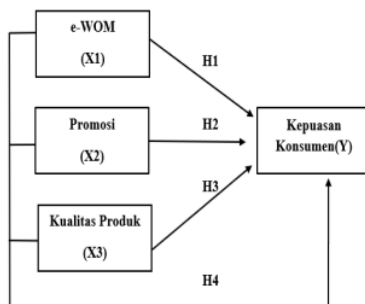 e-WOM
(X1)
H1
Promosi
(X2)
H2
Kepuasan
Konsumen(Y)
H3
Kualitas Produk
(X3)
H4